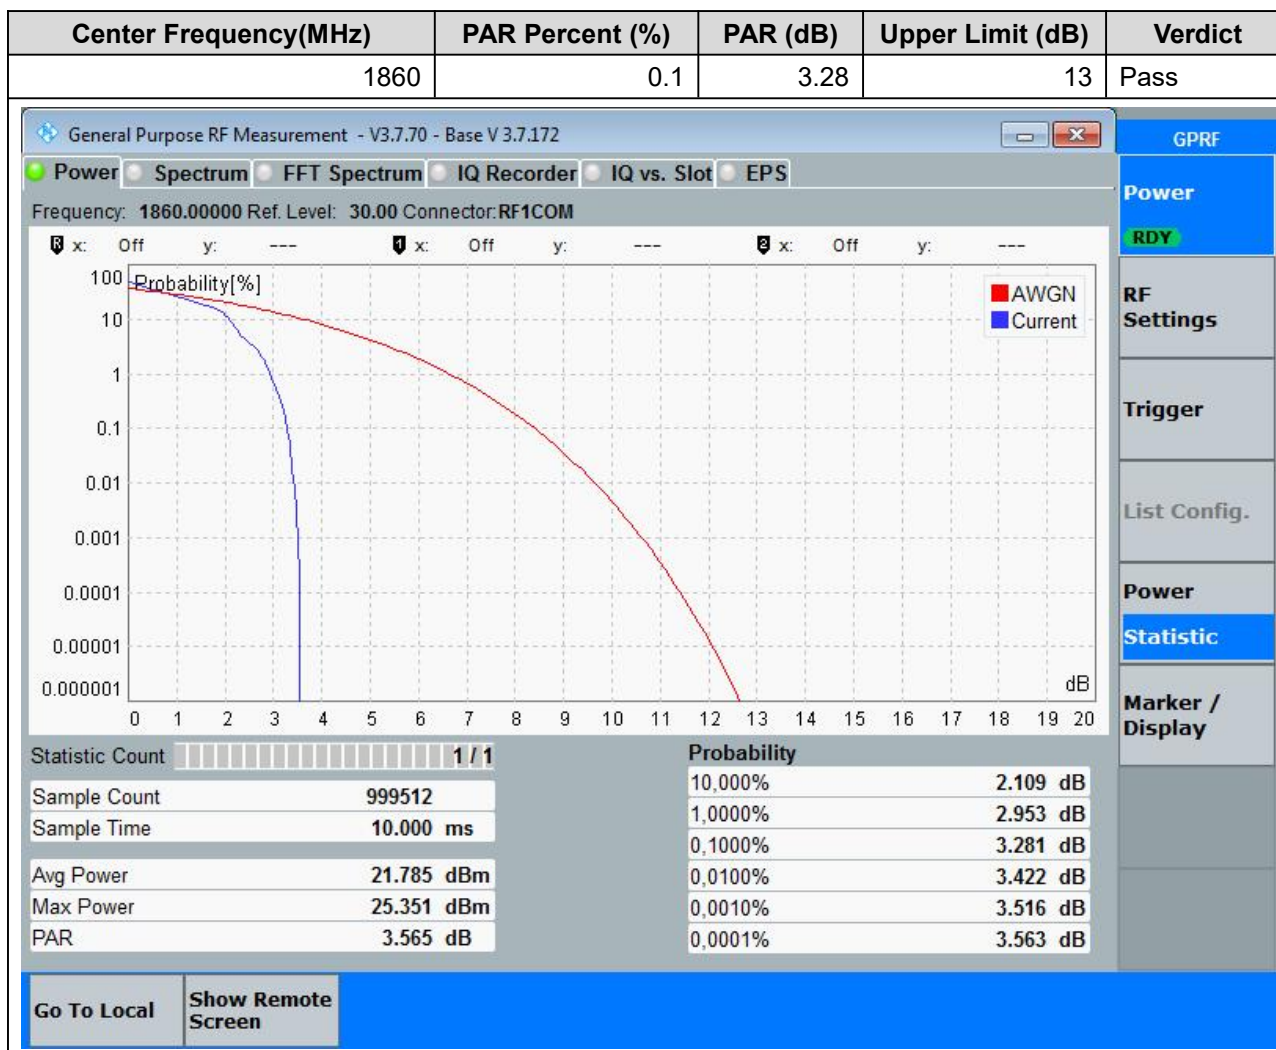 Center Frequency(MHz) PAR Percent (%) PAR (dB) Upper Limit (dB) Verdict
1860 0.1 3.28 13 Pass
General Purpose RF Measurement - V3.7.70 - Base V 3.7.172
GPRF
Power Spectrum FFT Spectrum IQ Recorder IQ vs. Slot EPS
Frequency: 1860.00000 Ref. Level: 30.00 Connector:RF1COM
Power
RDY
R x: Off y: --- 1 x: Off y: --- 2 x: Off y: ---
Probability[%]
AWGN
Current
100
10
1
0.1
0.01
0.001
0.0001
0.00001
0.000001
dB
0 1 2 3 4 5 6 7 8 9 10 11 12 13 14 15 16 17 18 19 20
RF
Settings
Trigger
List Config.
Power
Statistic
Marker /
Display
Statistic Count 1 / 1
Sample Count 999512
Sample Time 10.000 ms
Avg Power 21.785 dBm
Max Power 25.351 dBm
PAR 3.565 dB
Probability
10,000% 2.109 dB
1,0000% 2.953 dB
0,1000% 3.281 dB
0,0100% 3.422 dB
0,0010% 3.516 dB
0,0001% 3.563 dB
Go To Local
Show Remote
Screen